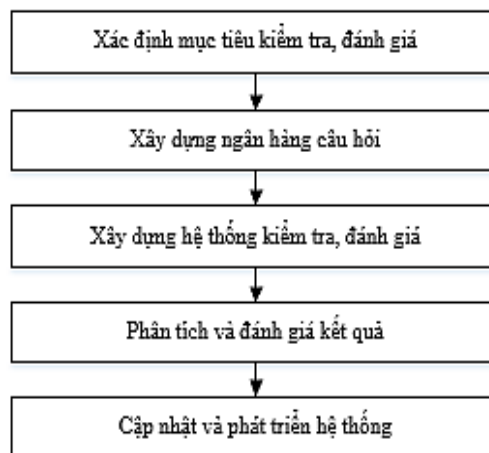 Xác định mục tiêu kiểm tra, đánh giá
Xây dựng ngân hàng câu hỏi
Xây dựng hệ thống kiểm tra, đánh giá
Phân tích và đánh giá kết quả
Cập nhật và phát triển hệ thống